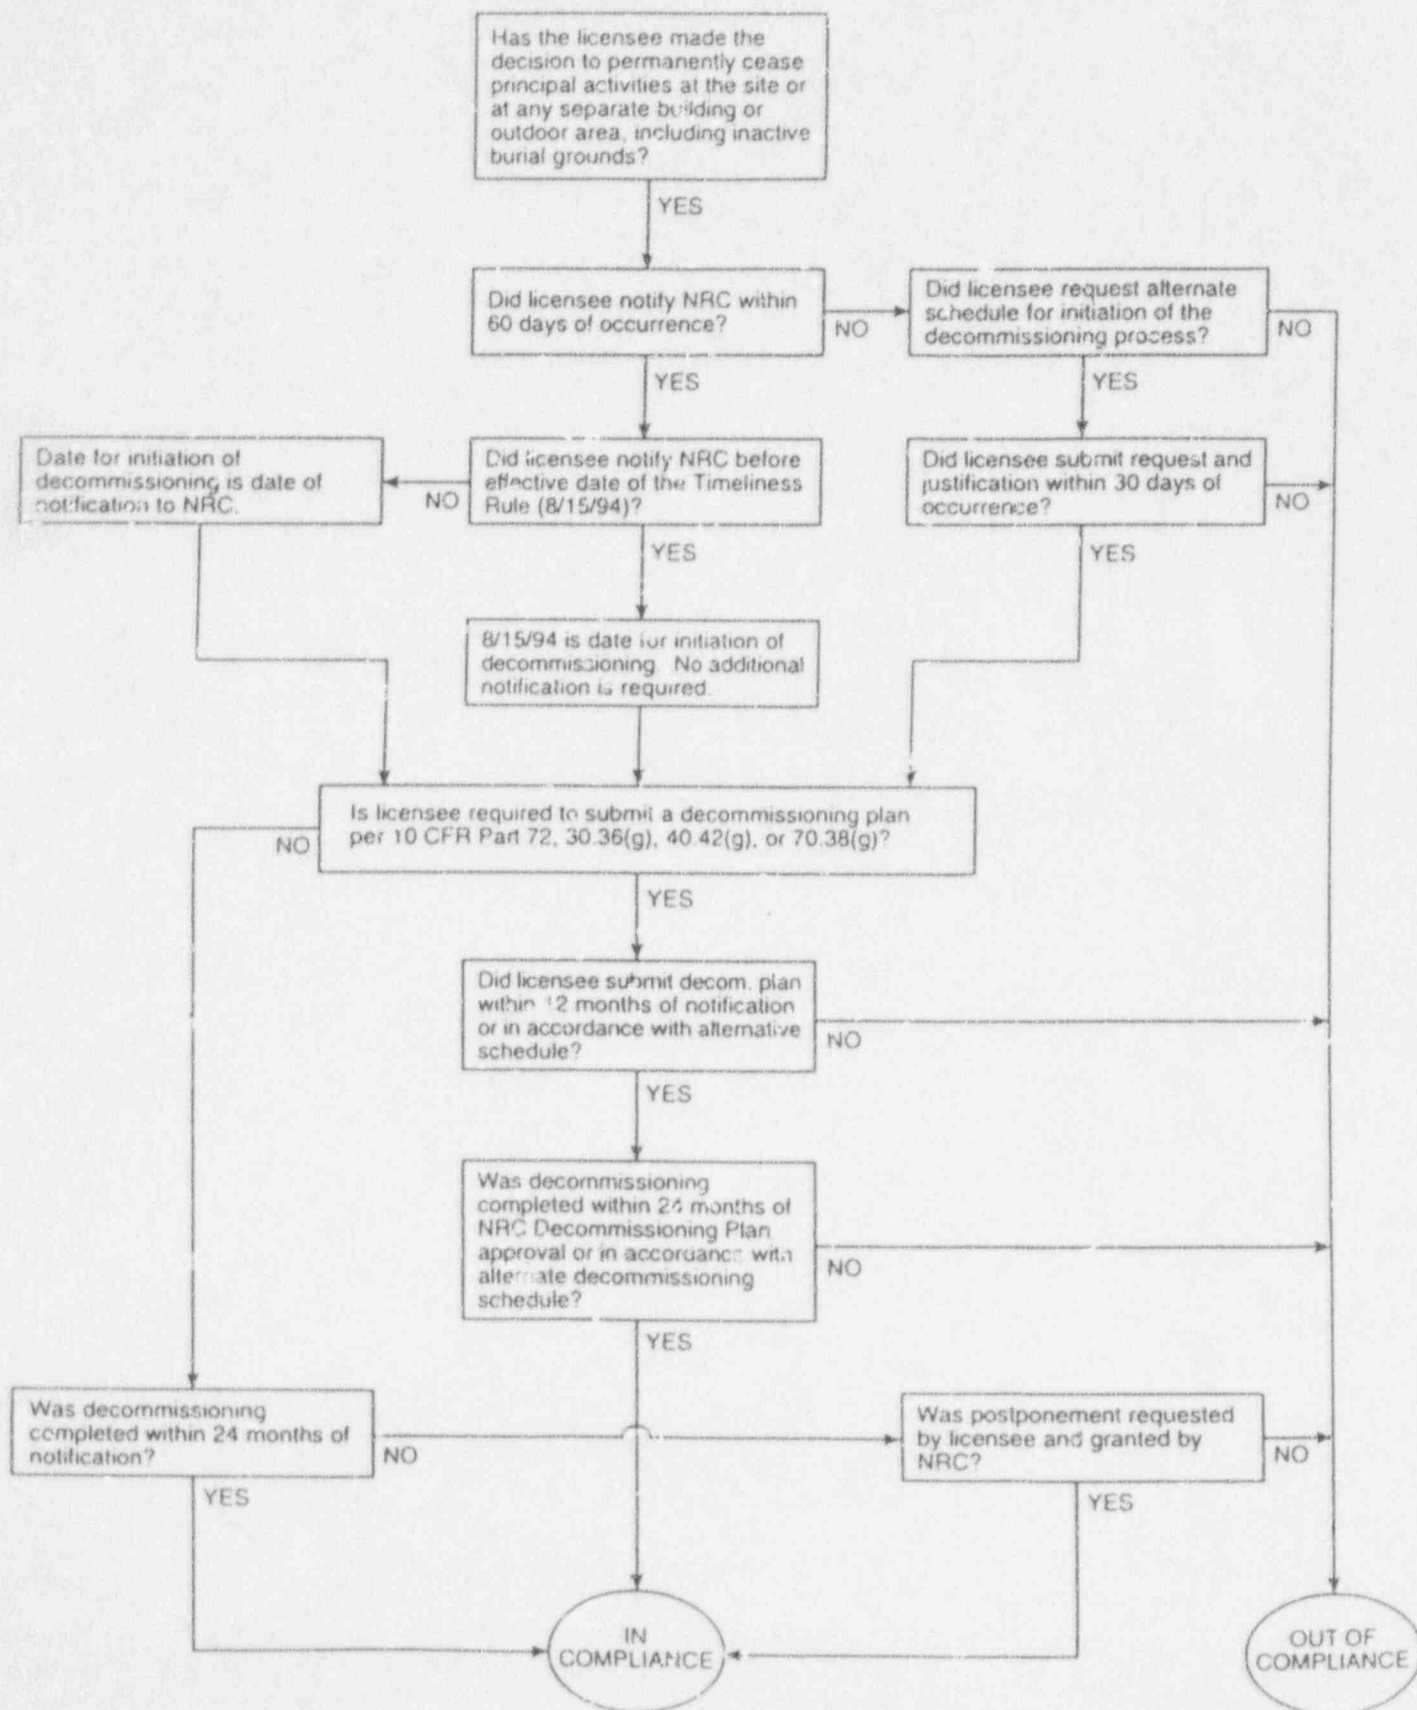 Has the licensee made the
decision to permanently cease
principal activities at the site or
at any separate building or
outdoor area, including inactive
burial grounds?
YES
Did licensee notify NRC within
60 days of occurrence?
NO
Did licensee request alternate
schedule for initiation of the
decommissioning process?
NO
YES
YES
Date for initiation of
decommissioning is date of
notification to NRC.
NO
Did licensee notify NRC before
effective date of the Timeliness
Rule (8/15/94)?
Did licensee submit request and
justification within 30 days of
occurrence?
NO
YES
YES
8/15/94 is date for initiation of
decommissioning. No additional
notification is required.
Is licensee required to submit a decommissioning plan
per 10 CFR Part 72, 30.36(g), 40.42(g), or 70.38(g)?
NO
YES
Did licensee submit decom. plan
within 12 months of notification
or in accordance with alternative
schedule?
NO
YES
Was decommissioning
completed within 24 months of
NRC Decommissioning Plan
approval or in accordance with
alternate decommissioning
schedule?
NO
YES
Was decommissioning
completed within 24 months of
notification?
NO
Was postponement requested
by licensee and granted by
NRC?
NO
YES
YES
IN
COMPLIANCE
OUT OF
COMPLIANCE